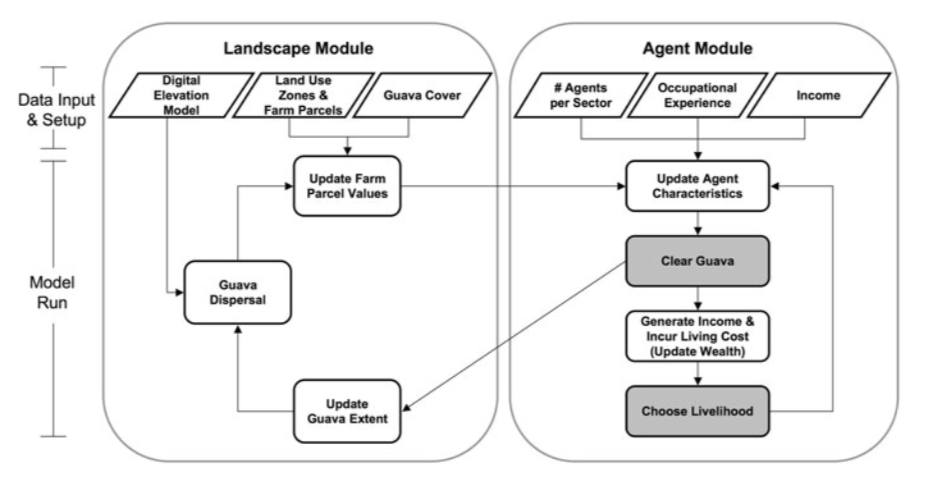 Landscape Module
Agent Module
Data Input
& Setup
Digital
Elevation
Model
Land Use
Zones &
Farm Parcels
Guava Cover
# Agents
per Sector
Occupational
Experience
Income
Update Farm
Parcel Values
Update Agent
Characteristics
Clear Guava
Model
Run
Guava
Dispersal
Generate Income &
Incur Living Cost
(Update Wealth)
Update
Guava Extent
Choose Livelihood